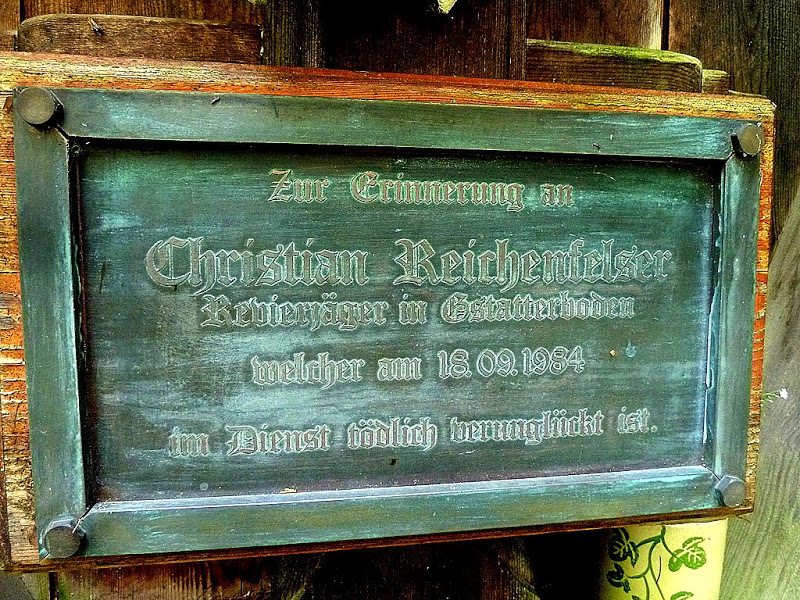 Zur Erinnerung an
Christian Reichenfelser
Revierjäger in Gstatterboden
welcher am 18.09.1984
im Dienst tödlich verunglückt ist.